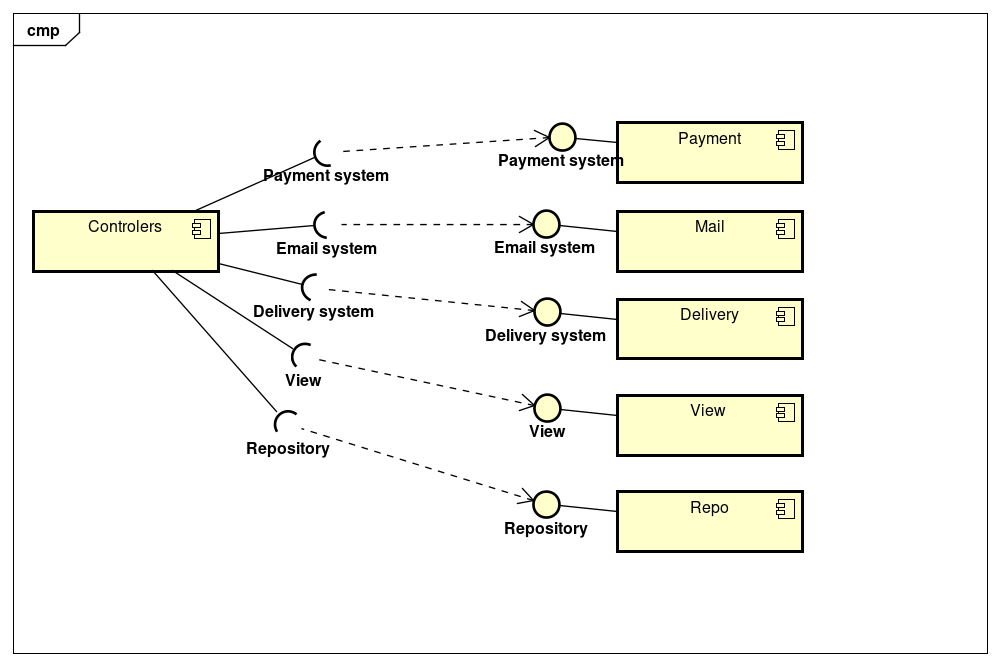 cmp
Payment
Payment system
Payment system
Controlers
Mail
Email system
Email system
Delivery
Delivery system
Delivery system
View
View
View
Repository
Repo
Repository